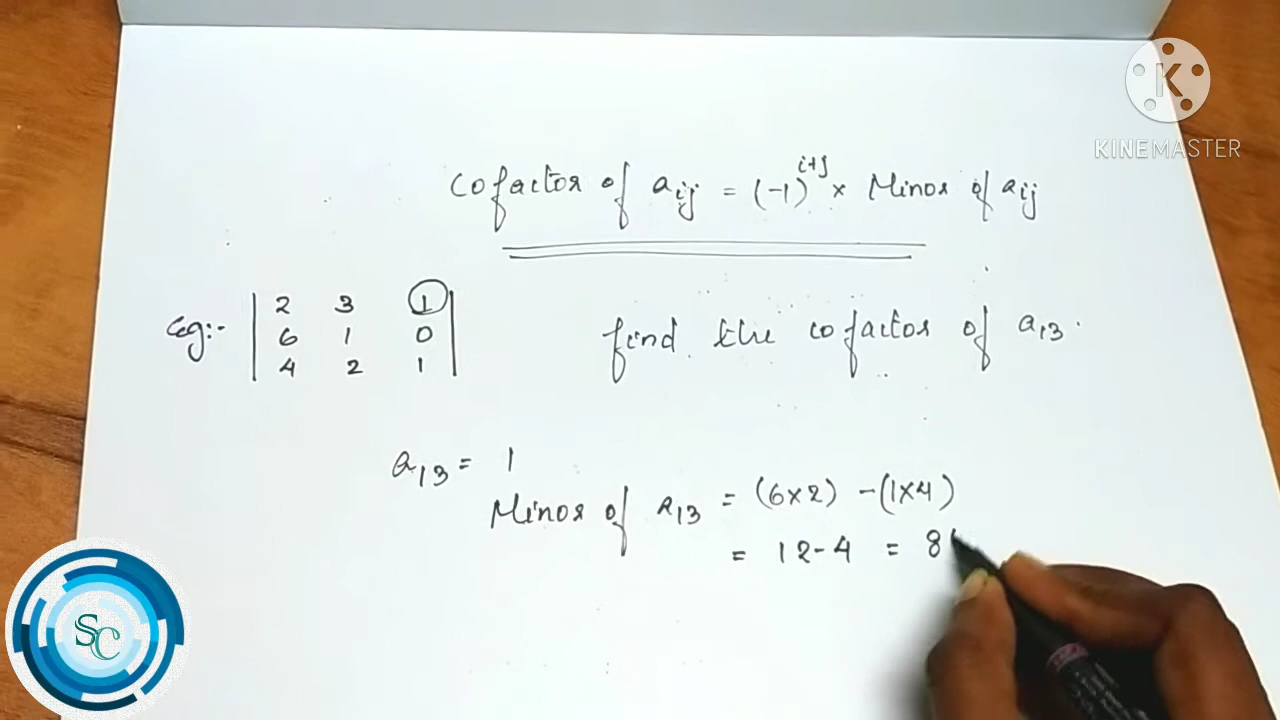 K
KINEMASTER
Cofactor of aij = (-1)^i+j × Minor of aij
eg:- | 2 3 1 |
| 6 1 0 |
| 4 2 1 |
find the cofactor of a13.
a13 = 1
Minor of a13 = (6×2) -(1×4)
= 12-4 = 8
SC